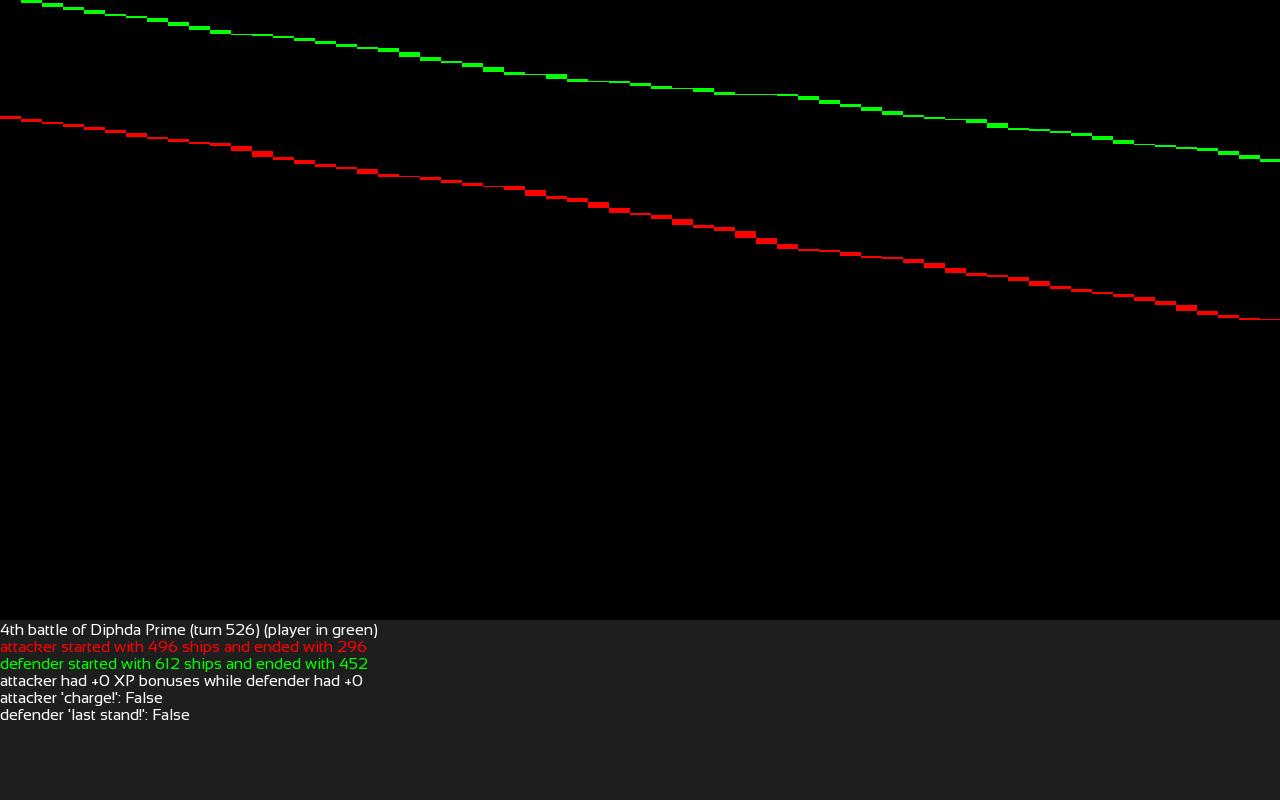 4th battle of Diphda Prime (turn 526) (player in green)
attacker started with 496 ships and ended with 296
defender started with 612 ships and ended with 452
attacker had +0 XP bonuses while defender had +0
attacker 'charge!': False
defender 'last stand!': False